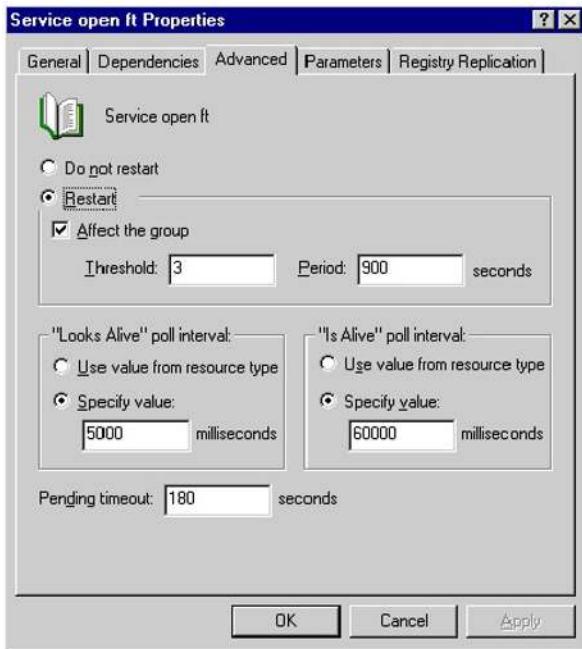 Service open ft Properties
General Dependencies Advanced Parameters Registry Replication
Service open ft
Do not restart
Restart
Affect the group
Threshold: 3 Period: 900 seconds
"Looks Alive" poll interval:
Use value from resource type
Specify value:
5000 milliseconds
"Is Alive" poll interval:
Use value from resource type
Specify value:
60000 milliseconds
Pending timeout: 180 seconds
OK Cancel Apply